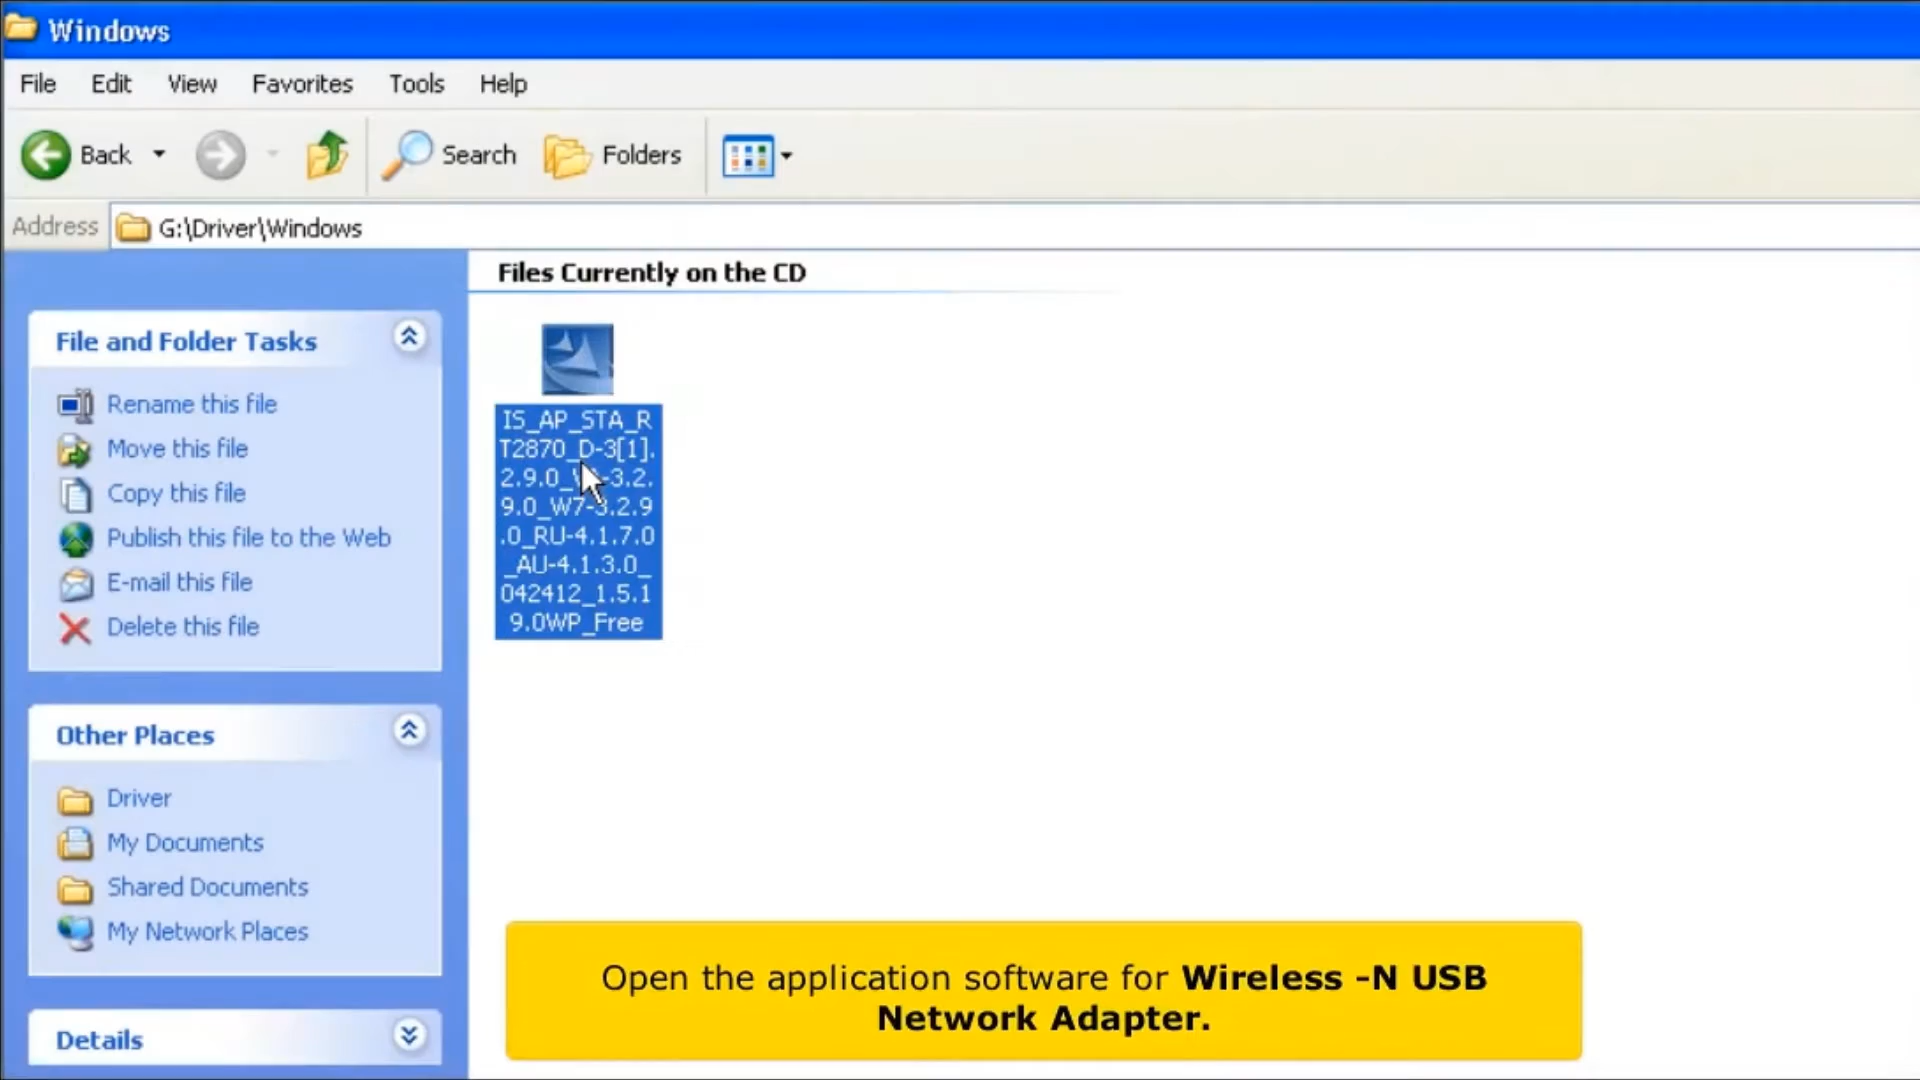 Windows
File Edit View Favorites Tools Help
Back Search Folders
Address G:\Driver\Windows
Files Currently on the CD
File and Folder Tasks
Rename this file
Move this file
Copy this file
Publish this file to the Web
E-mail this file
Delete this file
IS_AP_STA_R
T2870_D-3[1].
2.9.0_ -3.2.
9.0_W7-3.2.9
.0_RU-4.1.7.0
_AU-4.1.3.0_
042412_1.5.1
9.0WP_Free
Other Places
Driver
My Documents
Shared Documents
My Network Places
Details
Open the application software for Wireless -N USB
Network Adapter.